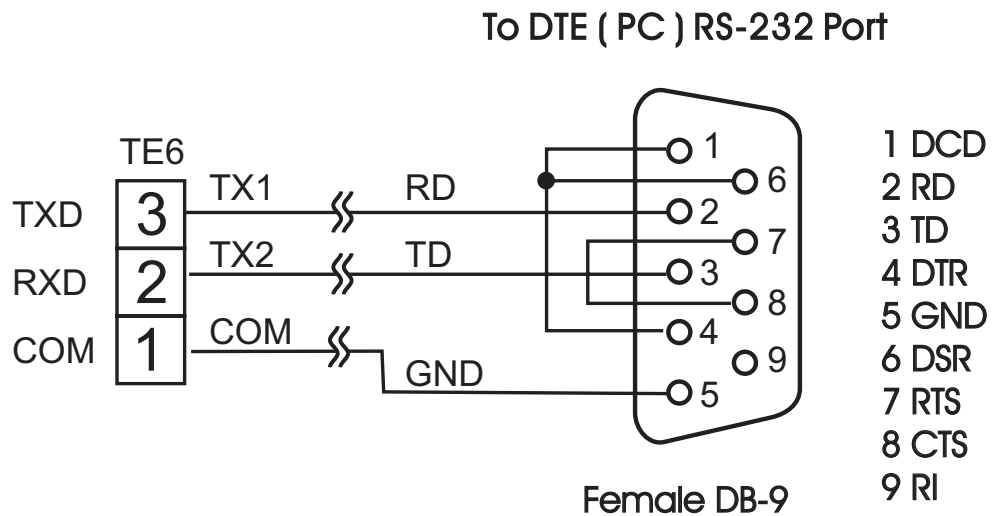 To DTE ( PC ) RS-232 Port
TE6
TXD 3 TX1 RD
RXD 2 TX2 TD
COM 1 COM GND
1
6
2
7
3
8
4
9
5
1 DCD
2 RD
3 TD
4 DTR
5 GND
6 DSR
7 RTS
8 CTS
9 RI
Female DB-9